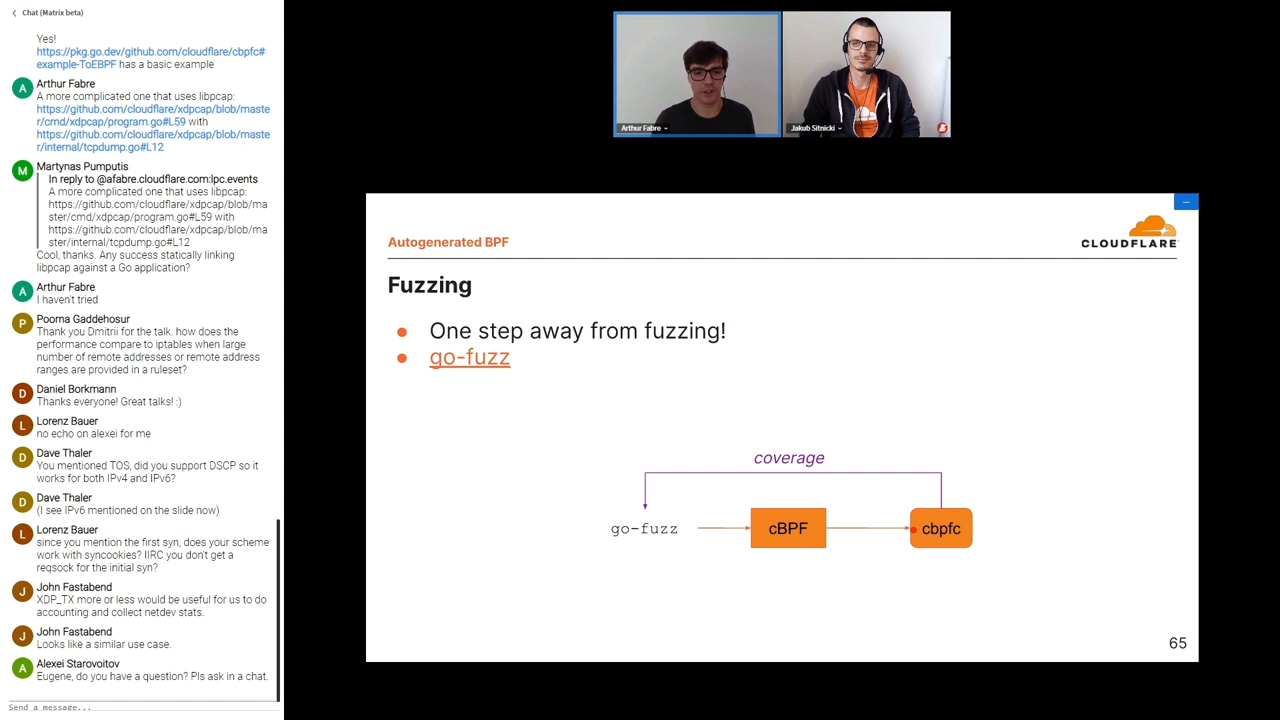 Chat (Matrix beta)
Yes!
https://pkg.go.dev/github.com/cloudflare/cbpfc#
example-ToEBPF has a basic example
A
Arthur Fabre
A more complicated one that uses libpcap:
https://github.com/cloudflare/xdpcap/blob/maste
r/cmd/xdpcap/program.go#L59 with
https://github.com/cloudflare/xdpcap/blob/maste
r/internal/tcpdump.go#L12
M
Martynas Pumputis
In reply to @afabre.cloudflare.com:lpc.events
A more complicated one that uses libpcap:
https://github.com/cloudflare/xdpcap/blob/ma
ster/cmd/xdpcap/program.go#L59 with
https://github.com/cloudflare/xdpcap/blob/ma
ster/internal/tcpdump.go#L12
Cool, thanks. Any success statically linking
libpcap against a Go application?
A
Arthur Fabre
I haven't tried
P
Poorna Gaddehosur
Thank you Dmitrii for the talk. how does the
performance compare to iptables when large
number of remote addresses or remote address
ranges are provided in a ruleset?
D
Daniel Borkmann
Thanks everyone! Great talks! :)
L
Lorenz Bauer
no echo on alexei for me
D
Dave Thaler
You mentioned TOS, did you support DSCP so it
works for both IPv4 and IPv6?
D
Dave Thaler
(I see IPv6 mentioned on the slide now)
L
Lorenz Bauer
since you mention the first syn, does your scheme
work with syncookies? IIRC you don't get a
reqsock for the initial syn?
J
John Fastabend
XDP_TX more or less would be useful for us to do
accounting and collect netdev stats.
J
John Fastabend
Looks like a similar use case.
A
Alexei Starovoitov
Eugene, do you have a question? Pls ask in a chat.
Send a message...
Arthur Fabre
Jakub Sitnicki
Autogenerated BPF
CLOUDFLARE
Fuzzing
One step away from fuzzing!
go-fuzz
coverage
go-fuzz
cBPF
cbpfc
65